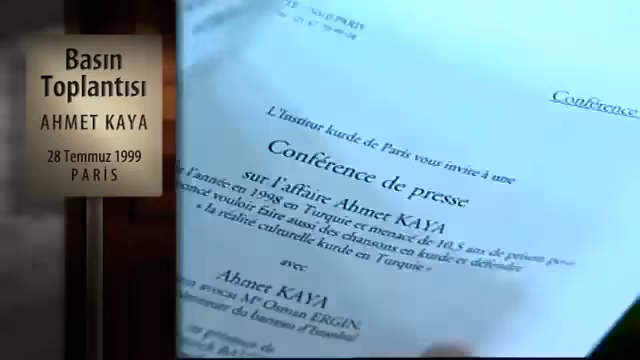 Basın
Toplantısı
AHMET KAYA
28 Temmuz 1999
PARİS
PARIS
Conférence
L'Institut kurde de Paris vous invite à une
Conférence de presse
sur l'affaire Ahmet KAYA
l'année en 1998 en Turquie et menacé de 10,5 ans de prison pour
annoncé vouloir faire aussi des chansons en kurde et défendre
« la réalité culturelle kurde en Turquie »
avec
Ahmet KAYA
son avocat Me Osman ERGİN,
du barreau d'Istanbul